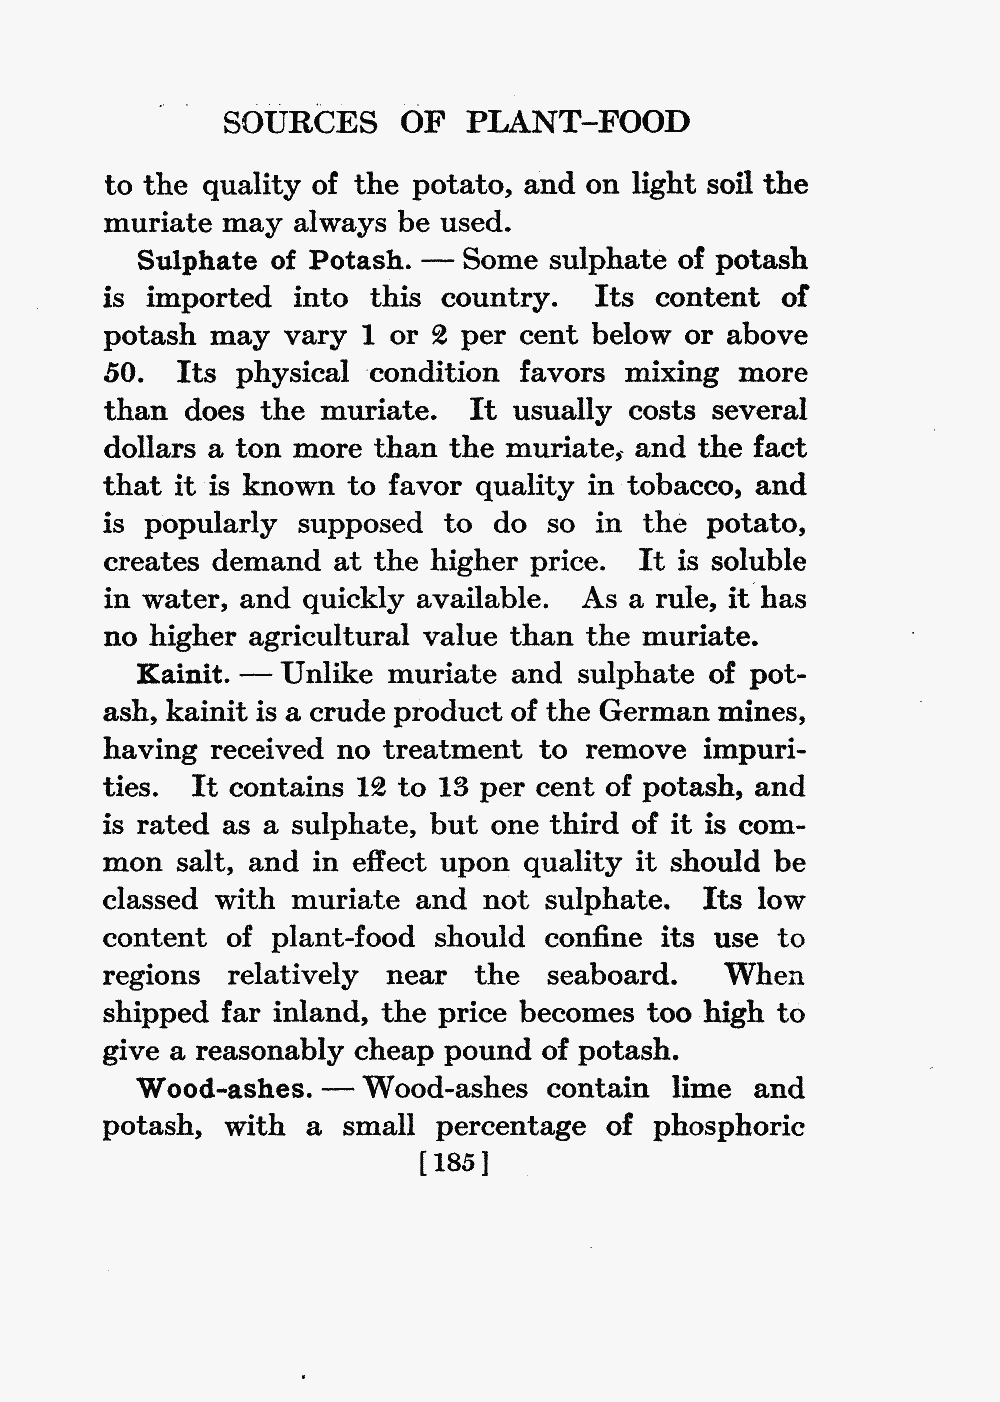 SOURCES OF PLANT-FOOD
to the quality of the potato, and on light soil the
muriate may always be used.
Sulphate of Potash. — Some sulphate of potash
is imported into this country. Its content of
potash may vary 1 or 2 per cent below or above
50. Its physical condition favors mixing more
than does the muriate. It usually costs several
dollars a ton more than the muriate, and the fact
that it is known to favor quality in tobacco, and
is popularly supposed to do so in the potato,
creates demand at the higher price. It is soluble
in water, and quickly available. As a rule, it has
no higher agricultural value than the muriate.
Kainit. — Unlike muriate and sulphate of pot-
ash, kainit is a crude product of the German mines,
having received no treatment to remove impuri-
ties. It contains 12 to 13 per cent of potash, and
is rated as a sulphate, but one third of it is com-
mon salt, and in effect upon quality it should be
classed with muriate and not sulphate. Its low
content of plant-food should confine its use to
regions relatively near the seaboard. When
shipped far inland, the price becomes too high to
give a reasonably cheap pound of potash.
Wood-ashes. — Wood-ashes contain lime and
potash, with a small percentage of phosphoric
[185]